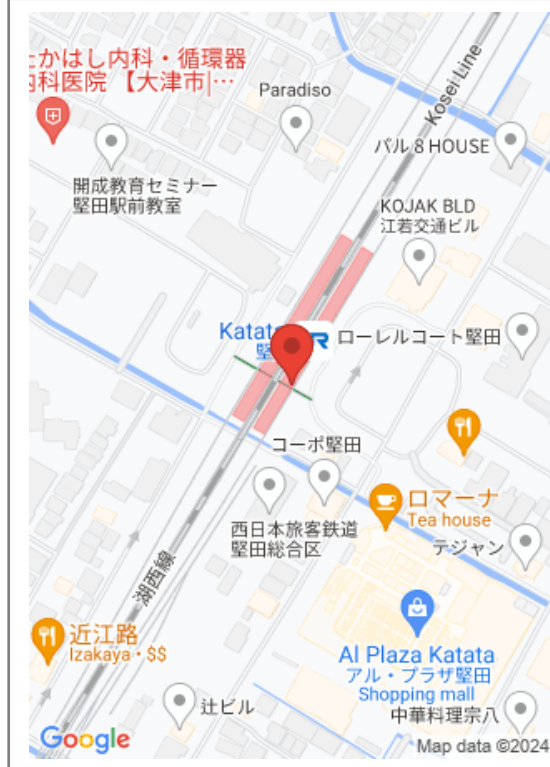 たかはし内科・循環器
内科医院 【大津市|…
Paradiso
Kosei Line
パル 8 HOUSE
開成教育セミナー
堅田駅前教室
KOJAK BLD
江若交通ビル
Katata
堅
ローレルコート堅田
コーポ堅田
ロマーナ
Tea house
西日本旅客鉄道
堅田総合区
テジャン
湖西線
近江路
Izakaya・$$
Al Plaza Katata
アル・プラザ堅田
Shopping mall
辻ビル
中華料理宗八
Google
Map data ©2024